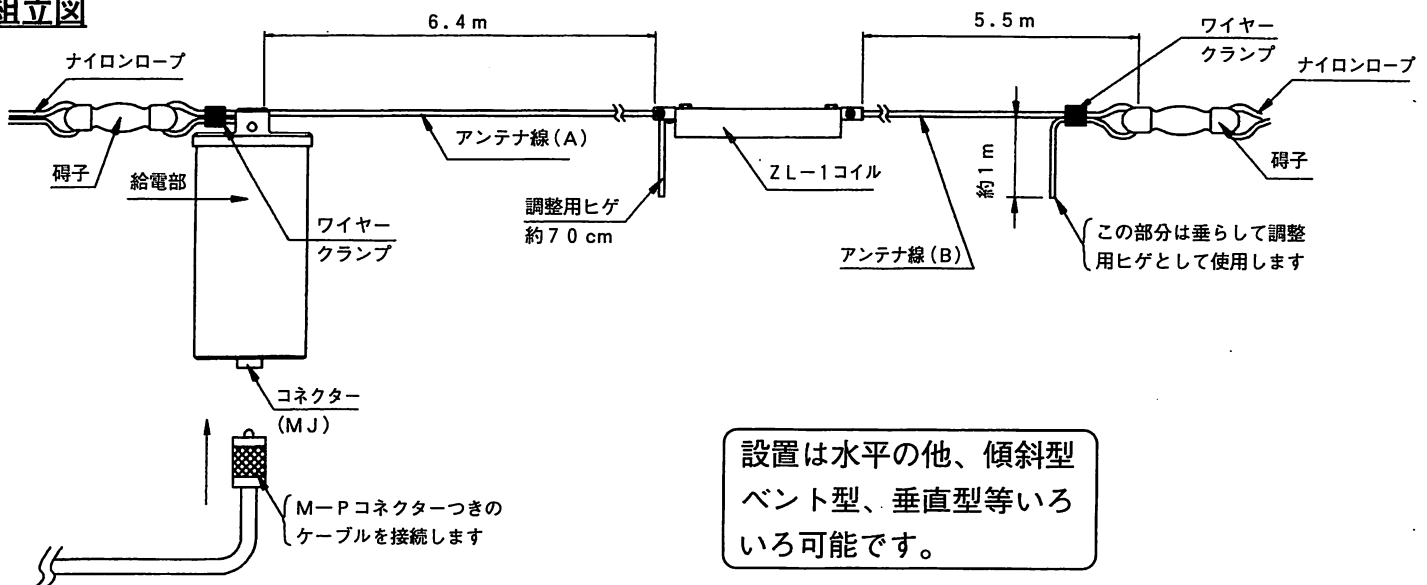 組立図
6.4m
5.5m
ワイヤー
クランプ
ナイロンロープ
ナイロンロープ
アンテナ線(A)
碍子
給電部
ZL-1コイル
約1m
碍子
調整用ヒゲ
約70cm
ワイヤー
クランプ
アンテナ線(B)
この部分は垂らして調整
用ヒゲとして使用します
コネクター
(MJ)
M-Pコネクターつきの
ケーブルを接続します
設置は水平の他、傾斜型
ベント型、垂直型等いろ
いろ可能です。